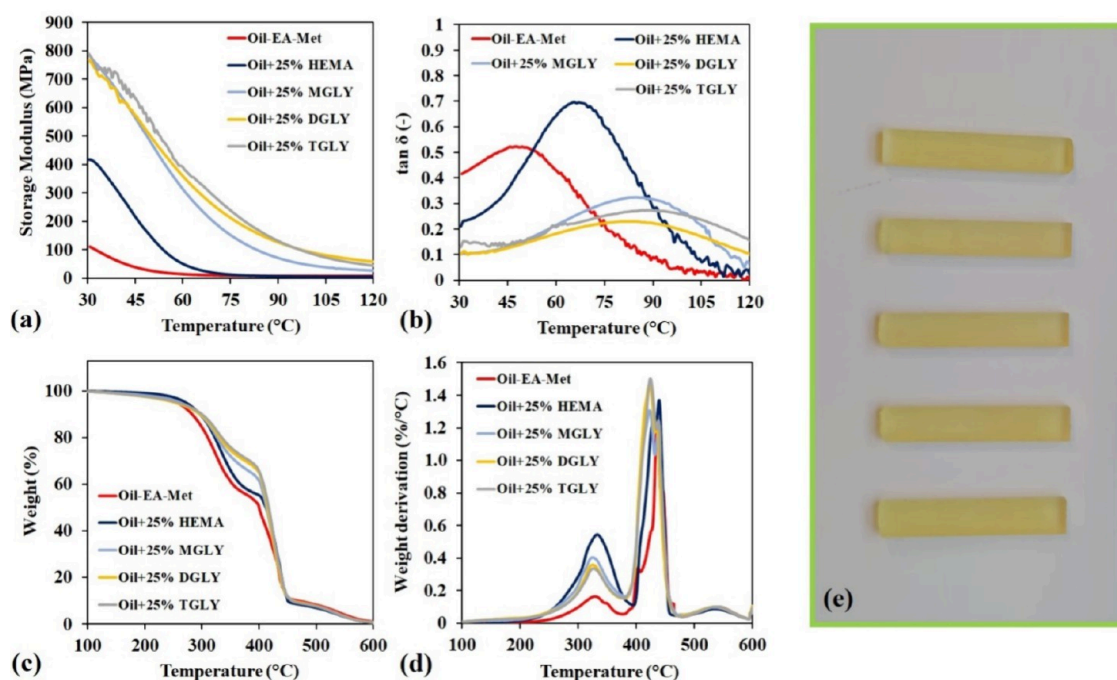 900
800
700
600
500
400
300
200
100
0
Storage Modulus (MPa)
Oil-EA-Met
Oil+25% HEMA
Oil+25% MGLY
Oil+25% DGLY
Oil+25% TGLY
30 45 60 75 90 105 120
Temperature (°C)
(a)
1
0.9
0.8
0.7
0.6
0.5
0.4
0.3
0.2
0.1
0
tan δ (-)
Oil-EA-Met Oil+25% HEMA
Oil+25% MGLY Oil+25% DGLY
Oil+25% TGLY
30 45 60 75 90 105 120
Temperature (°C)
(b)
100
80
60
40
20
0
Weight (%)
Oil-EA-Met
Oil+25% HEMA
Oil+25% MGLY
Oil+25% DGLY
Oil+25% TGLY
100 200 300 400 500 600
Temperature (°C)
(c)
1.6
1.4
1.2
1
0.8
0.6
0.4
0.2
0
Weight derivation (%/°C)
Oil-EA-Met
Oil+25% HEMA
Oil+25% MGLY
Oil+25% DGLY
Oil+25% TGLY
100 200 300 400 500 600
Temperature (°C)
(d)
(e)